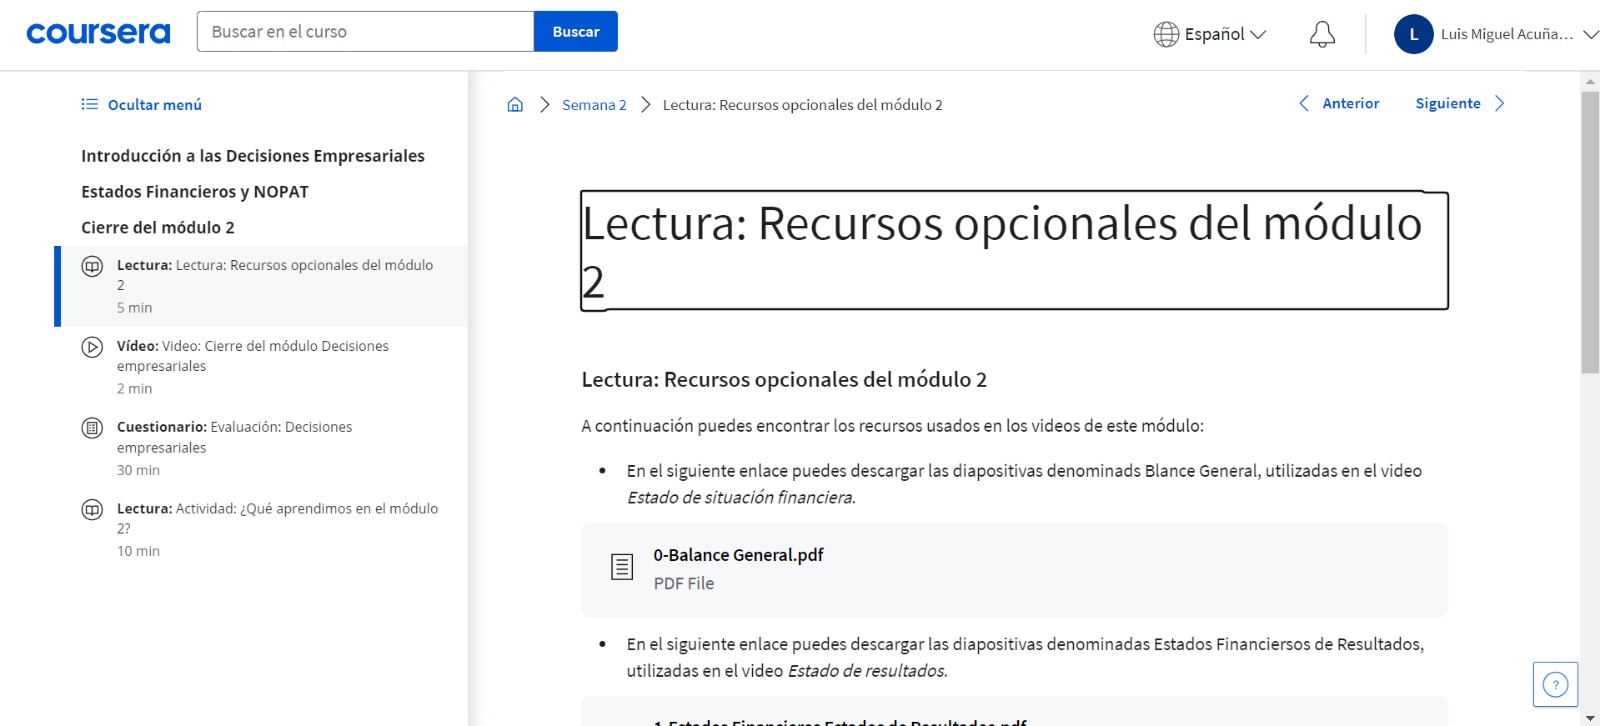 coursera
Buscar en el curso
Buscar
Español
L
Luis Miguel Acuña...
Ocultar menú
Introducción a las Decisiones Empresariales
Estados Financieros y NOPAT
Cierre del módulo 2
Lectura: Lectura: Recursos opcionales del módulo
2
5 min
Vídeo: Video: Cierre del módulo Decisiones
empresariales
2 min
Cuestionario: Evaluación: Decisiones
empresariales
30 min
Lectura: Actividad: ¿Qué aprendimos en el módulo
2?
10 min
Semana 2
Lectura: Recursos opcionales del módulo 2
Anterior
Siguiente
Lectura: Recursos opcionales del módulo
2
Lectura: Recursos opcionales del módulo 2
A continuación puedes encontrar los recursos usados en los videos de este módulo:
• En el siguiente enlace puedes descargar las diapositivas denominads Blance General, utilizadas en el video
Estado de situación financiera.
0-Balance General.pdf
PDF File
• En el siguiente enlace puedes descargar las diapositivas denominadas Estados Financiersos de Resultados,
utilizadas en el video Estado de resultados.
1-Estados Financieros Estados de Resultados.pdf
?